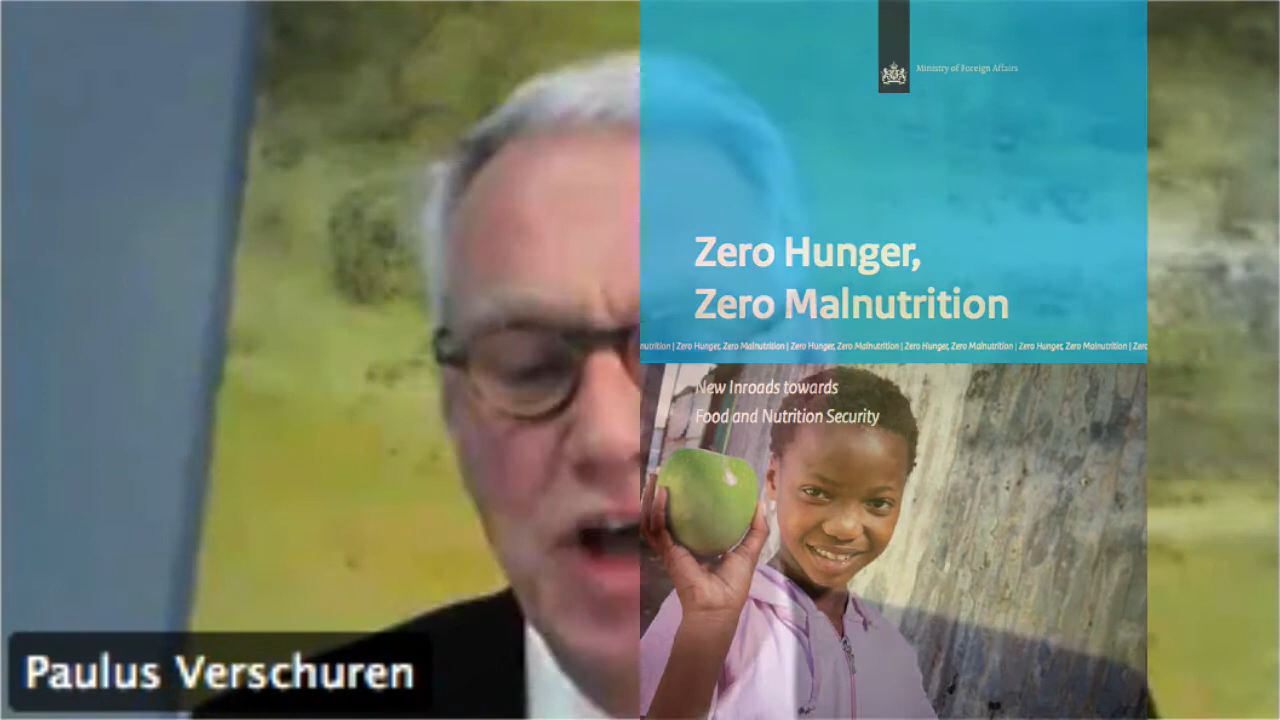 Ministry of Foreign Affairs
Zero Hunger,
Zero Malnutrition
nutrition | Zero Hunger, Zero Malnutrition | Zero Hunger, Zero Malnutrition | Zero Hunger, Zero Malnutrition | Zero Hunger, Zero Malnutrition | Zero
New Inroads towards
Food and Nutrition Security
Paulus Verschuren